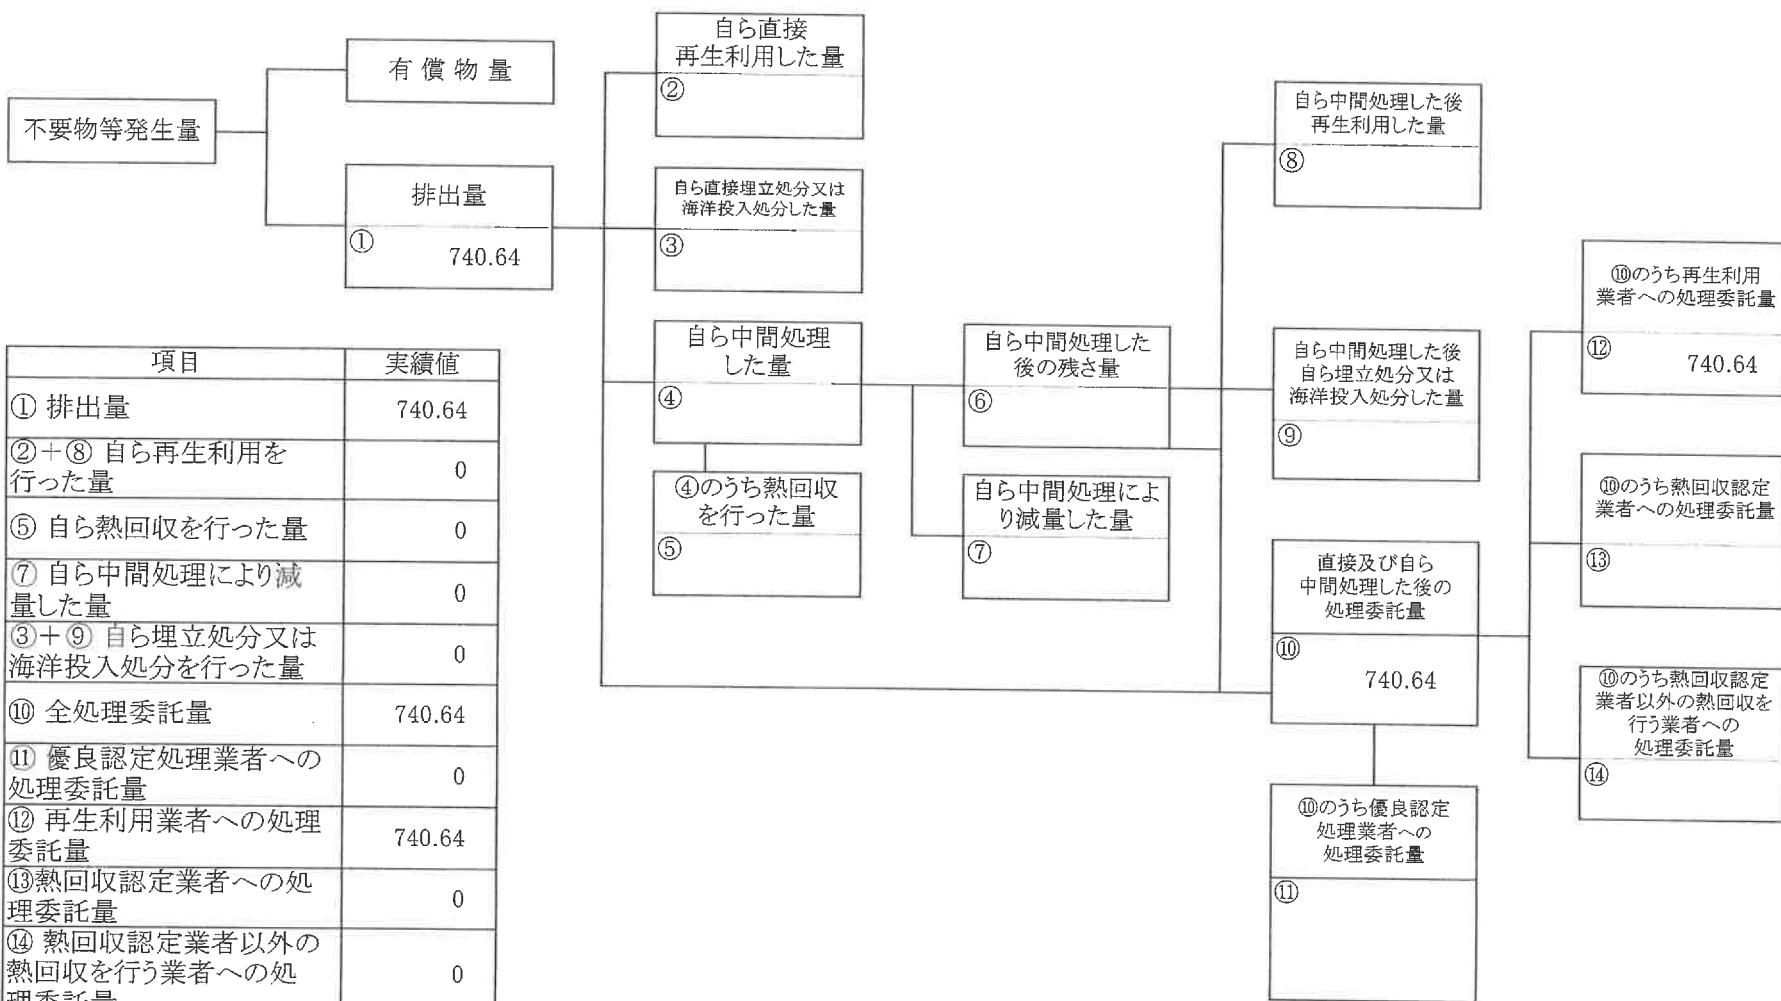 不要物等発生量
有償物量
排出量
①
740.64
自ら直接
再生利用した量
②
自ら直接埋立処分又は
海洋投入処分した量
③
自ら中間処理
した量
④
④のうち熱回収
を行った量
⑤
自ら中間処理した
後の残さ量
⑥
自ら中間処理によ
り減量した量
⑦
自ら中間処理した後
再生利用した量
⑧
自ら中間処理した後
自ら埋立処分又は
海洋投入処分した量
⑨
直接及び自ら
中間処理した後の
処理委託量
⑩
740.64
⑩のうち優良認定
処理業者への
処理委託量
⑪
⑩のうち再生利用
業者への処理委託量
⑫
740.64
⑩のうち熱回収認定
業者への処理委託量
⑬
⑩のうち熱回収認定
業者以外の熱回収を
行う業者への
処理委託量
⑭
項目 実績値
① 排出量 740.64
②+⑧ 自ら再生利用を
行った量 0
⑤ 自ら熱回収を行った量 0
⑦ 自ら中間処理により減
量した量 0
③+⑨ 自ら埋立処分又は
海洋投入処分を行った量 0
⑩ 全処理委託量 740.64
⑪ 優良認定処理業者への
処理委託量 0
⑫ 再生利用業者への処理
委託量 740.64
⑬熱回収認定業者への処
理委託量 0
⑭ 熱回収認定業者以外の
熱回収を行う業者への処
理委託量 0